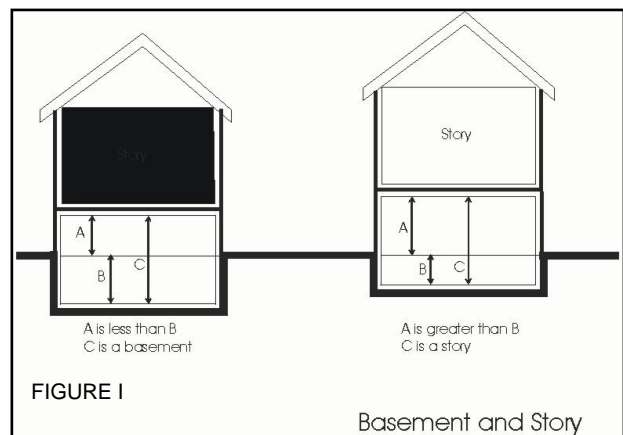 Story
Story
A
B
C
A
B
C
A is less than B
C is a basement
A is greater than B
C is a story
FIGURE I
Basement and Story